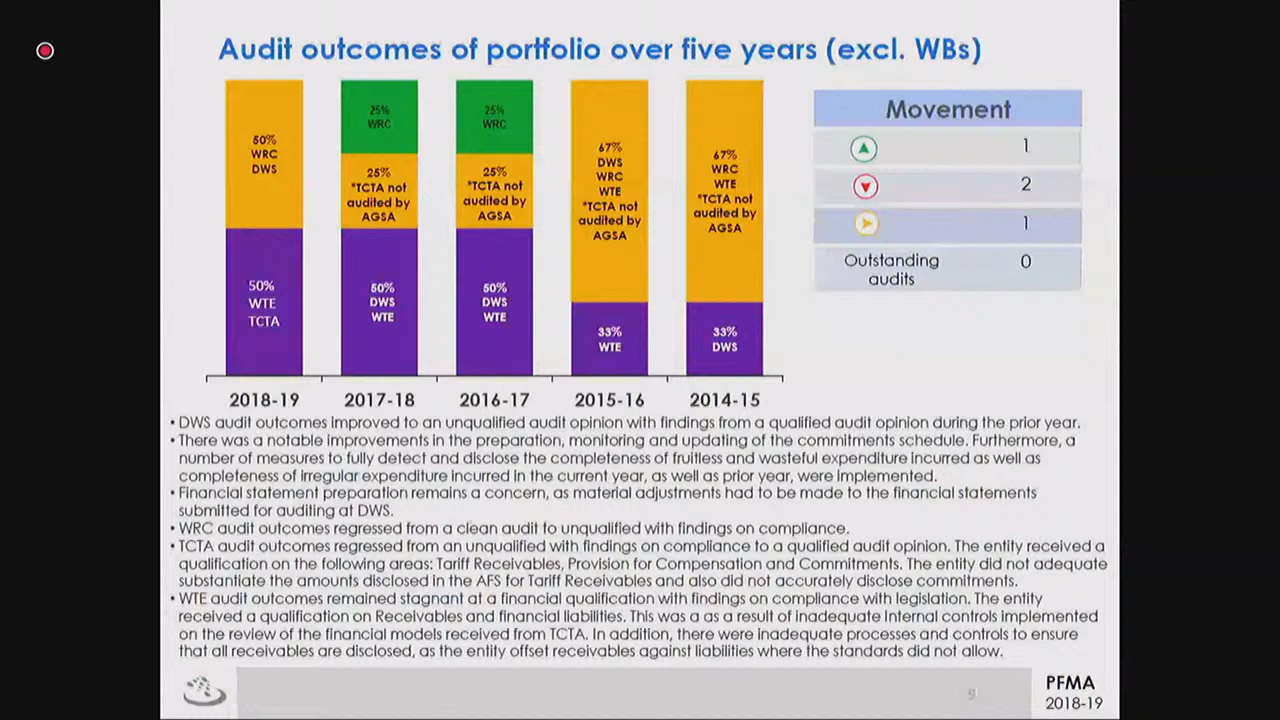 Audit outcomes of portfolio over five years (excl. WBs)
50%
WRC
DWS
50%
WTE
TCTA
25%
WRC
25%
*TCTA not
audited by
AGSA
50%
DWS
WTE
25%
WRC
25%
*TCTA not
audited by
AGSA
50%
DWS
WTE
67%
DWS
WRC
WTE
*TCTA not
audited by
AGSA
33%
WTE
67%
WRC
WTE
*TCTA not
audited by
AGSA
33%
DWS
2018-19 2017-18 2016-17 2015-16 2014-15
Movement
1
2
1
Outstanding
audits 0
• DWS audit outcomes improved to an unqualified audit opinion with findings from a qualified audit opinion during the prior year.
• There was a notable improvements in the preparation, monitoring and updating of the commitments schedule. Furthermore, a
number of measures to fully detect and disclose the completeness of fruitless and wasteful expenditure incurred as well as
completeness of irregular expenditure incurred in the current year, as well as prior year, were implemented.
• Financial statement preparation remains a concern, as material adjustments had to be made to the financial statements
submitted for auditing at DWS.
• WRC audit outcomes regressed from a clean audit to unqualified with findings on compliance.
• TCTA audit outcomes regressed from an unqualified with findings on compliance to a qualified audit opinion. The entity received a
qualification on the following areas: Tariff Receivables, Provision for Compensation and Commitments. The entity did not adequate
substantiate the amounts disclosed in the AFS for Tariff Receivables and also did not accurately disclose commitments.
• WTE audit outcomes remained stagnant at a financial qualification with findings on compliance with legislation. The entity
received a qualification on Receivables and financial liabilities. This was a as a result of inadequate Internal controls implemented
on the review of the financial models received from TCTA. In addition, there were inadequate processes and controls to ensure
that all receivables are disclosed, as the entity offset receivables against liabilities where the standards did not allow.
9
PFMA
2018-19